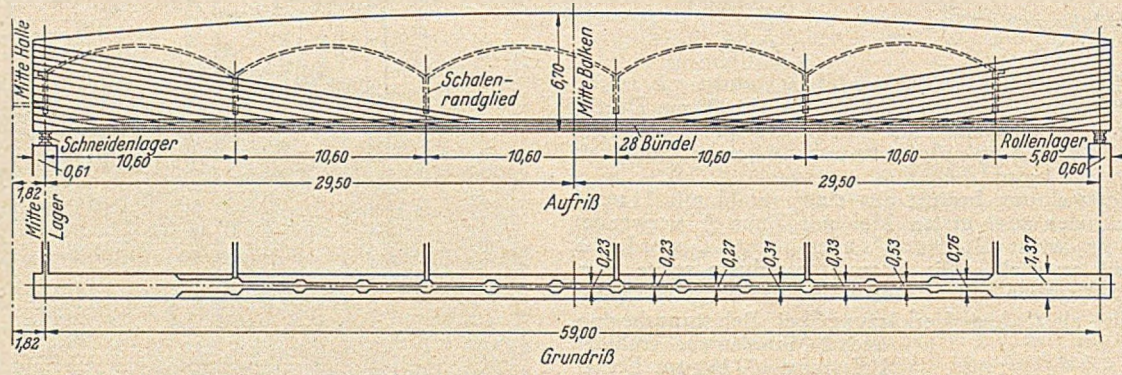 Mitte Halle
6,70
Mitte Balken
Schalen-
randglied
Schneidenlager
28 Bündel
Rollenlager
10,60
10,60
10,60
10,60
10,60
5,80
0,61
0,60
1,82
29,50
29,50
Aufriß
Mitte
Lager
0,23
0,23
0,27
0,31
0,33
0,53
0,76
1,37
59,00
1,82
Grundriß